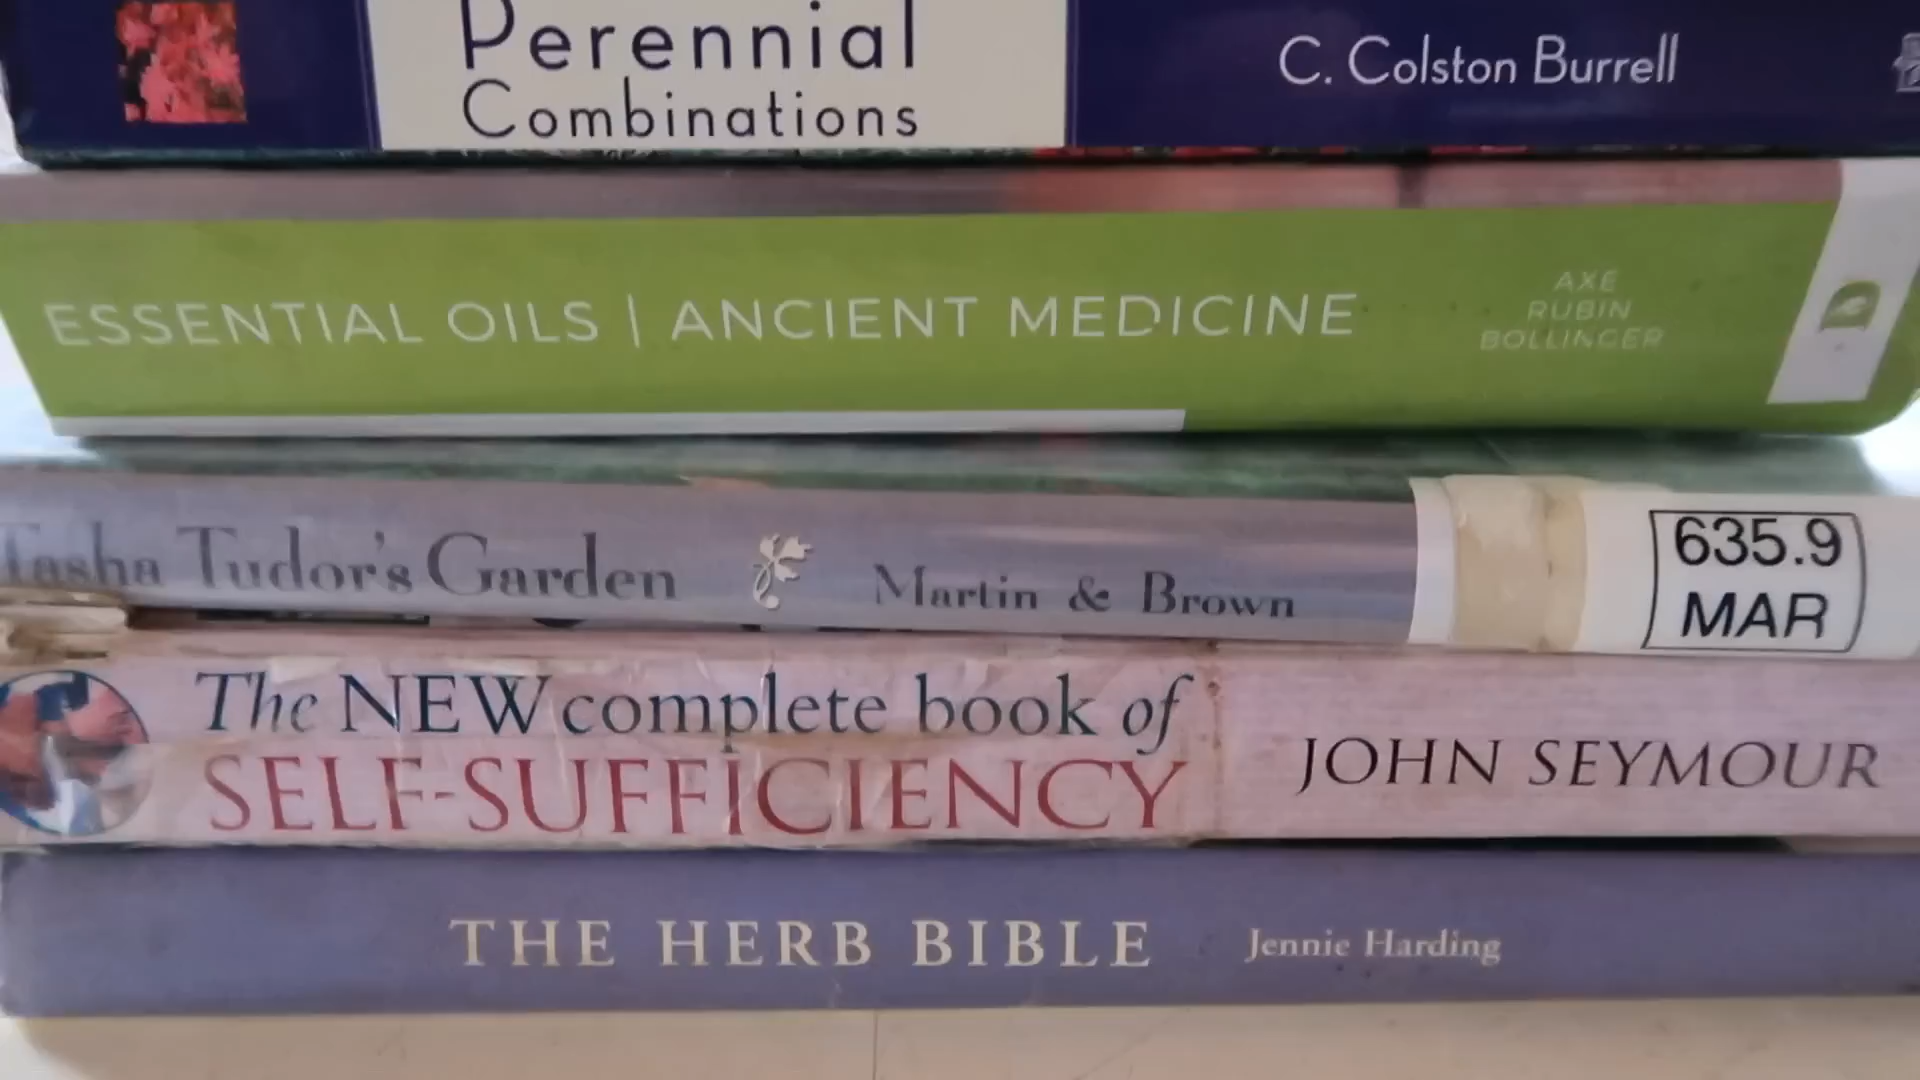 Perennial
Combinations
C. Colston Burrell
ESSENTIAL OILS | ANCIENT MEDICINE
AXE
RUBIN
BOLLINGER
Tasha Tudor's Garden
Martin & Brown
635.9
MAR
The NEW complete book of
SELF-SUFFICIENCY
JOHN SEYMOUR
THE HERB BIBLE
Jennie Harding